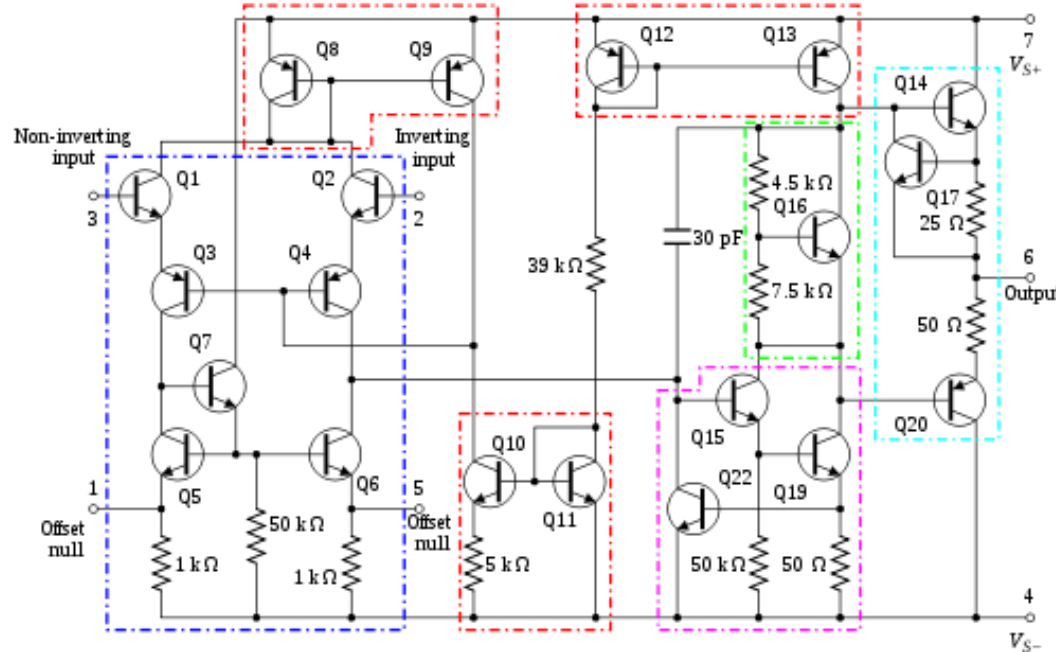 Q8
Q9
Q12
Q13
7
V_S+
Q14
Non-inverting
input
Inverting
input
Q1
Q2
3
2
4.5 kΩ
Q16
Q17
25 Ω
30 pF
Q3
Q4
39 kΩ
7.5 kΩ
6
Output
Q7
50 Ω
Q15
Q20
Q10
Q22
Q19
1
Q5
Q6
5
Q11
Offset
null
50 kΩ
Offset
null
1 kΩ
1 kΩ
5 kΩ
50 kΩ
50 Ω
4
V_S−